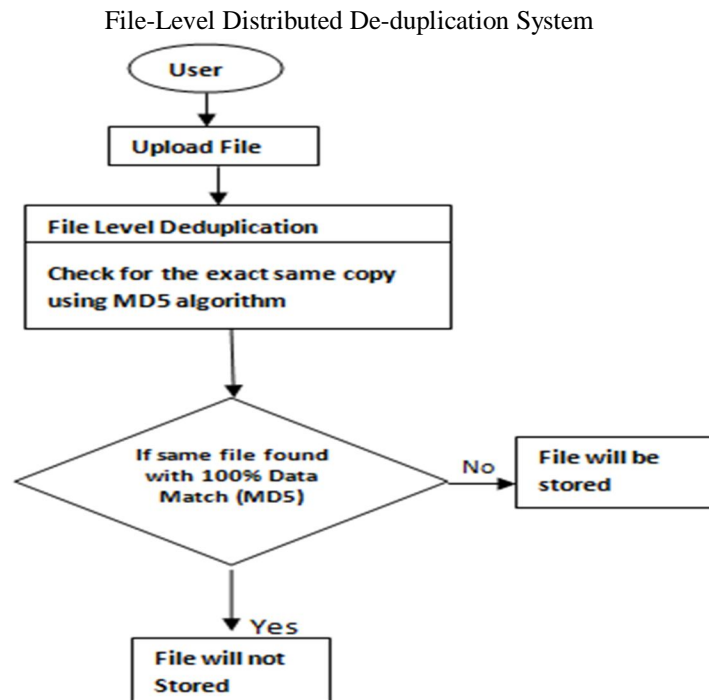 File-Level Distributed De-duplication System
User
Upload File
File Level Deduplication
Check for the exact same copy
using MD5 algorithm
If same file found
with 100% Data
Match (MD5)
No
File will be
stored
Yes
File will not
Stored